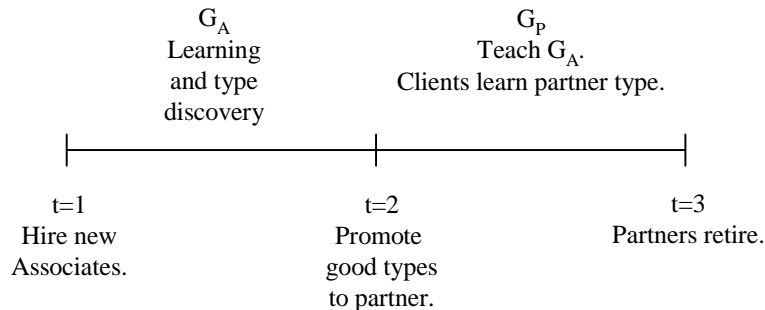 G_A
Learning
and type
discovery
G_P
Teach G_A.
Clients learn partner type.
t=1
Hire new
Associates.
t=2
Promote
good types
to partner.
t=3
Partners retire.